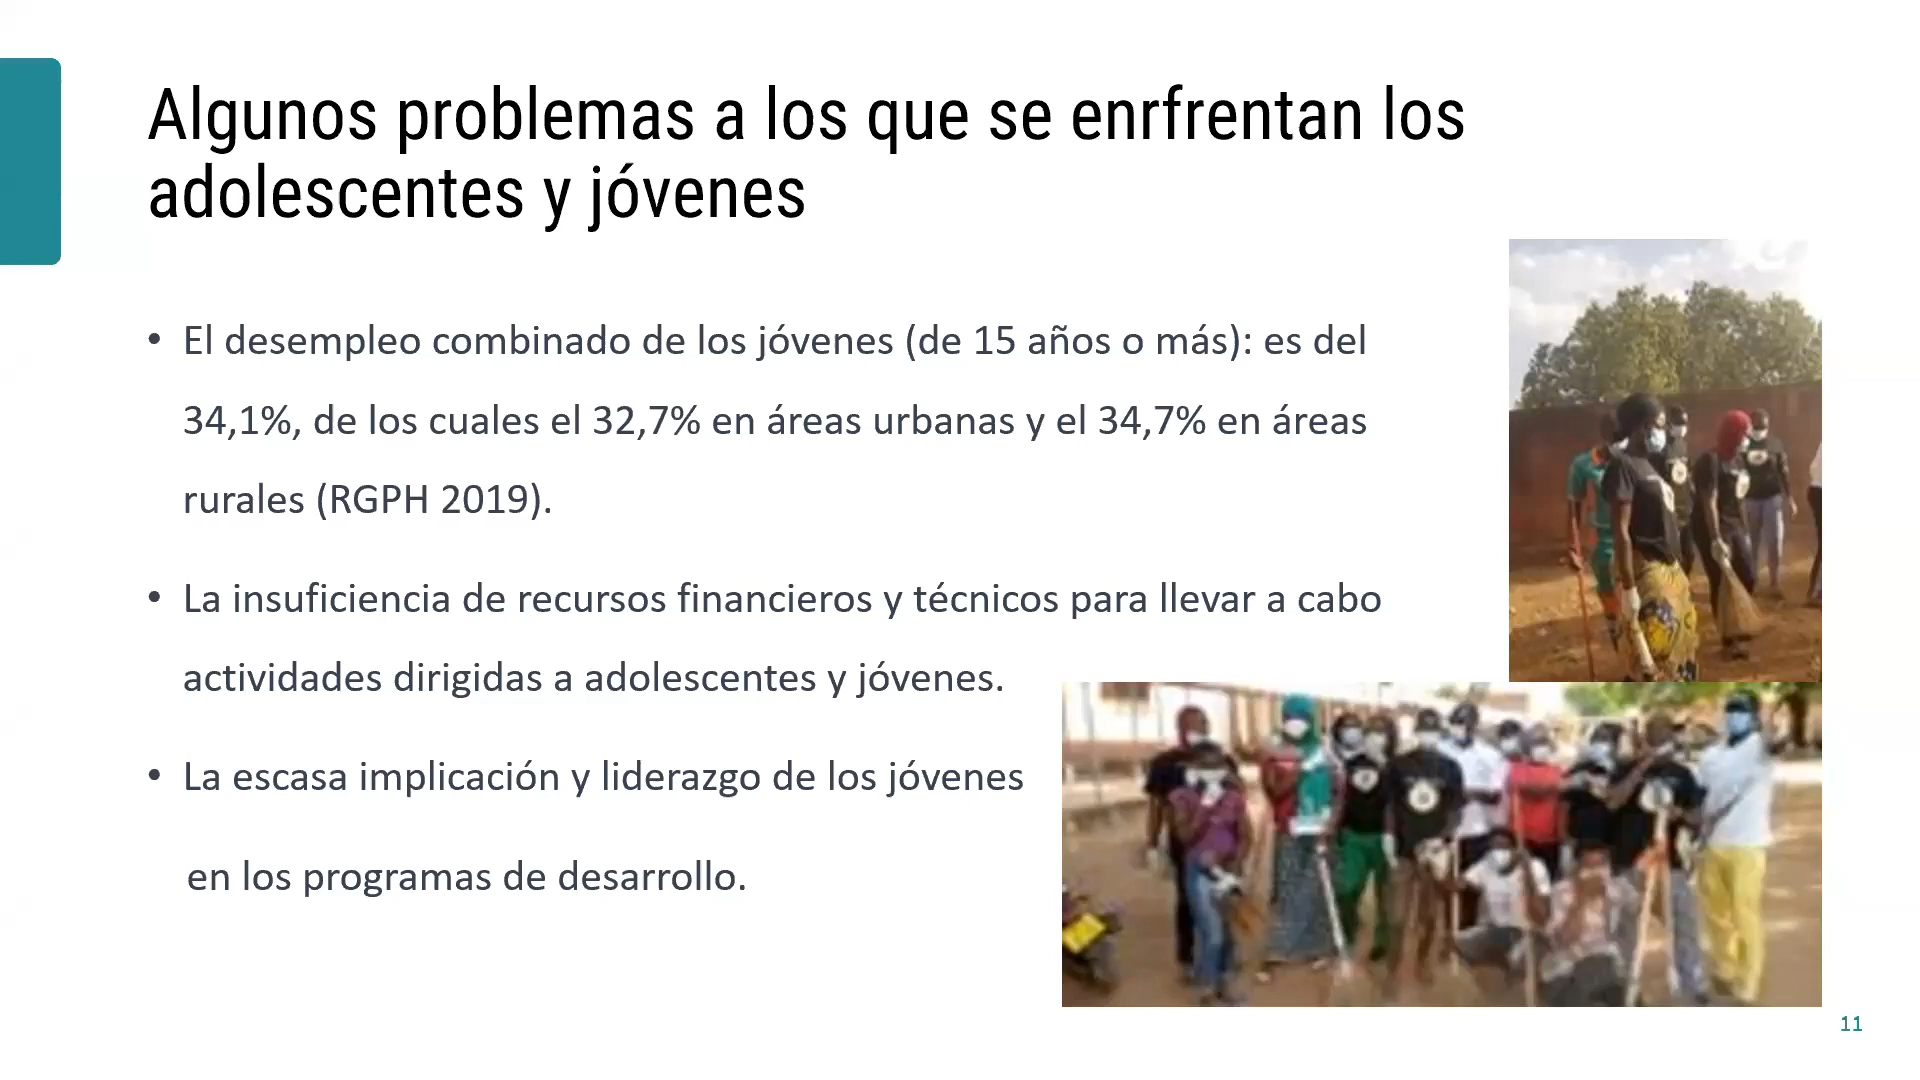 Algunos problemas a los que se enrfrentan los
adolescentes y jóvenes
• El desempleo combinado de los jóvenes (de 15 años o más): es del
34,1%, de los cuales el 32,7% en áreas urbanas y el 34,7% en áreas
rurales (RGPH 2019).
• La insuficiencia de recursos financieros y técnicos para llevar a cabo
actividades dirigidas a adolescentes y jóvenes.
• La escasa implicación y liderazgo de los jóvenes
en los programas de desarrollo.
11